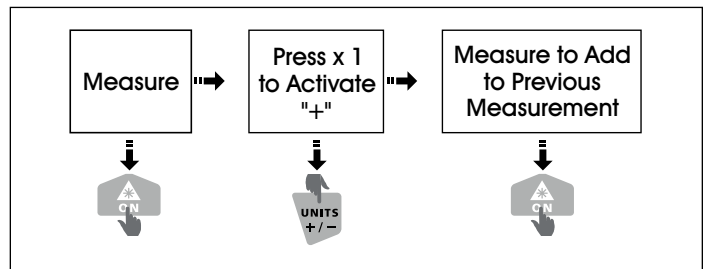 Measure
Press x 1
to Activate
"+"
Measure to Add
to Previous
Measurement
ON
UNITS
+/−
ON